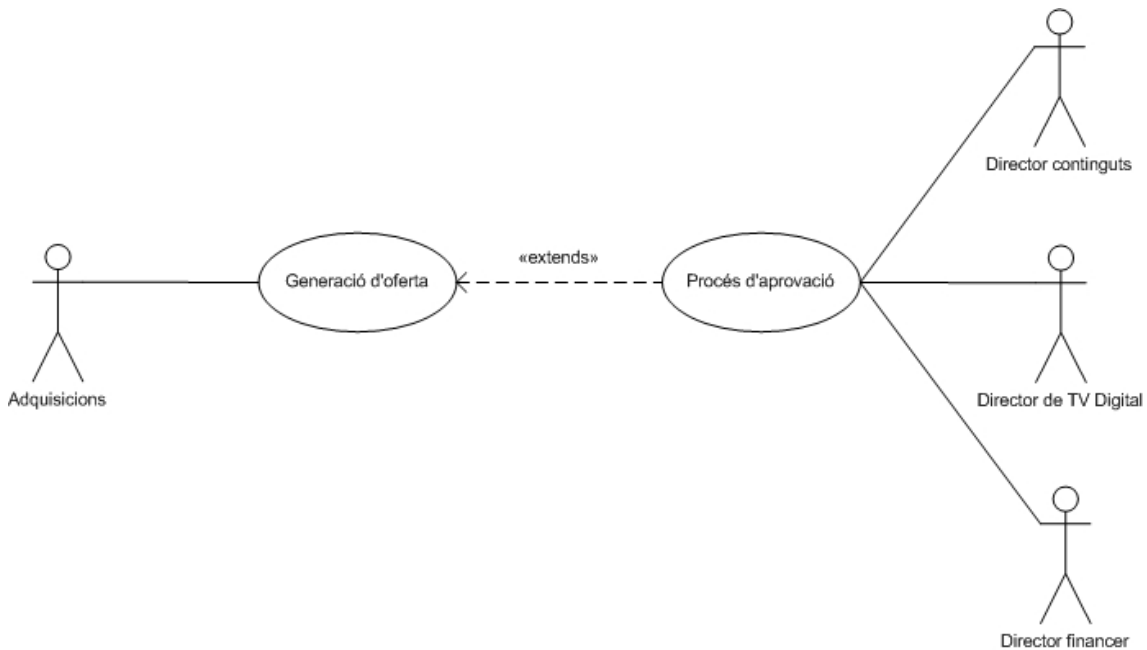 Director continguts
«extends»
Generació d'oferta
Procés d'aprovació
Adquisicions
Director de TV Digital
Director financer